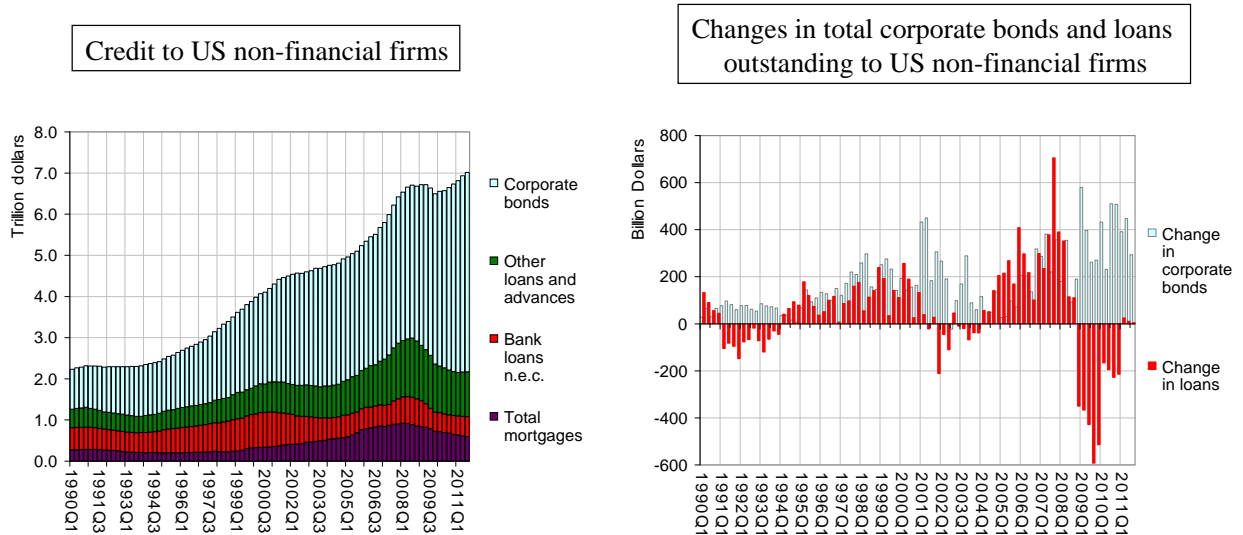 Credit to US non-financial firms
Trillion dollars
8.0
7.0
6.0
5.0
4.0
3.0
2.0
1.0
0.0
1990Q1
1991Q3
1993Q1
1994Q3
1996Q1
1997Q3
1999Q1
2000Q3
2002Q1
2003Q3
2005Q1
2006Q3
2008Q1
2009Q3
2011Q1
Corporate
bonds
Other
loans and
advances
Bank
loans
n.e.c.
Total
mortgages
Changes in total corporate bonds and loans
outstanding to US non-financial firms
Billion Dollars
800
600
400
200
0
-200
-400
-600
1990Q1
1991Q1
1992Q1
1993Q1
1994Q1
1995Q1
1996Q1
1997Q1
1998Q1
1999Q1
2000Q1
2001Q1
2002Q1
2003Q1
2004Q1
2005Q1
2006Q1
2007Q1
2008Q1
2009Q1
2010Q1
2011Q1
Change
in
corporate
bonds
Change
in loans